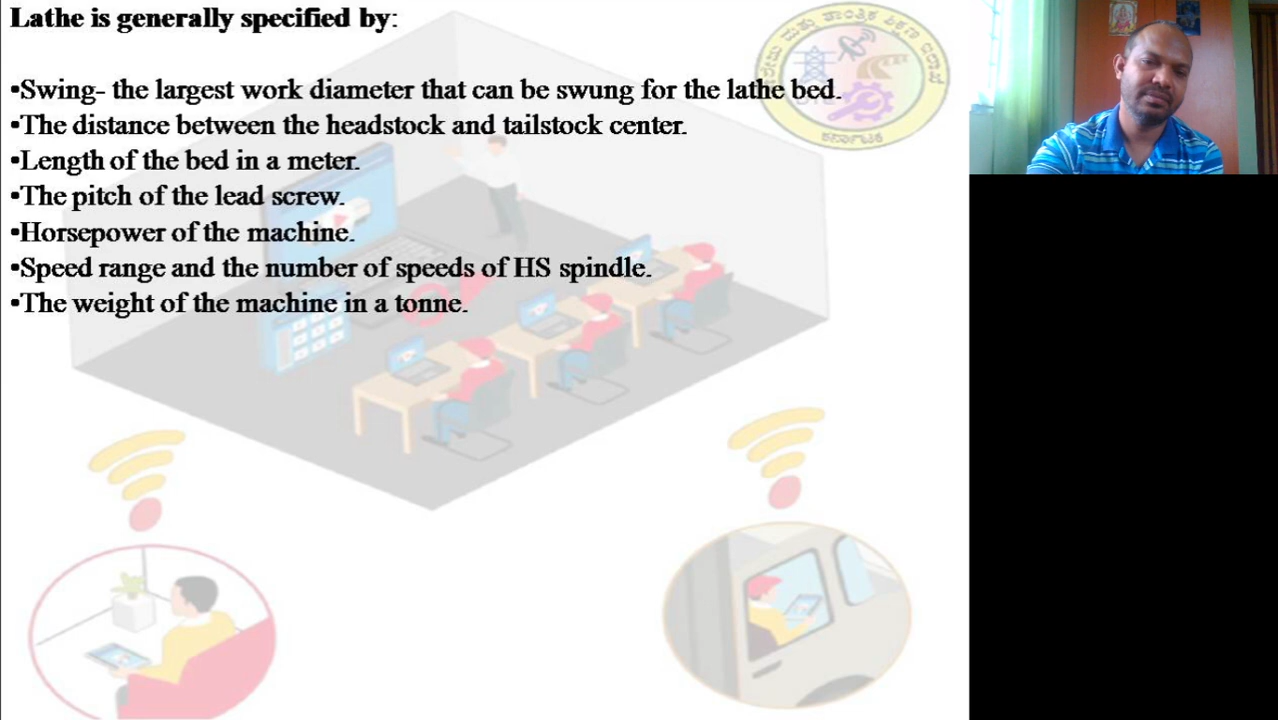 Lathe is generally specified by:
•Swing- the largest work diameter that can be swung for the lathe bed.
•The distance between the headstock and tailstock center.
•Length of the bed in a meter.
•The pitch of the lead screw.
•Horsepower of the machine.
•Speed range and the number of speeds of HS spindle.
•The weight of the machine in a tonne.
ಕರ್ನಾಟಕ